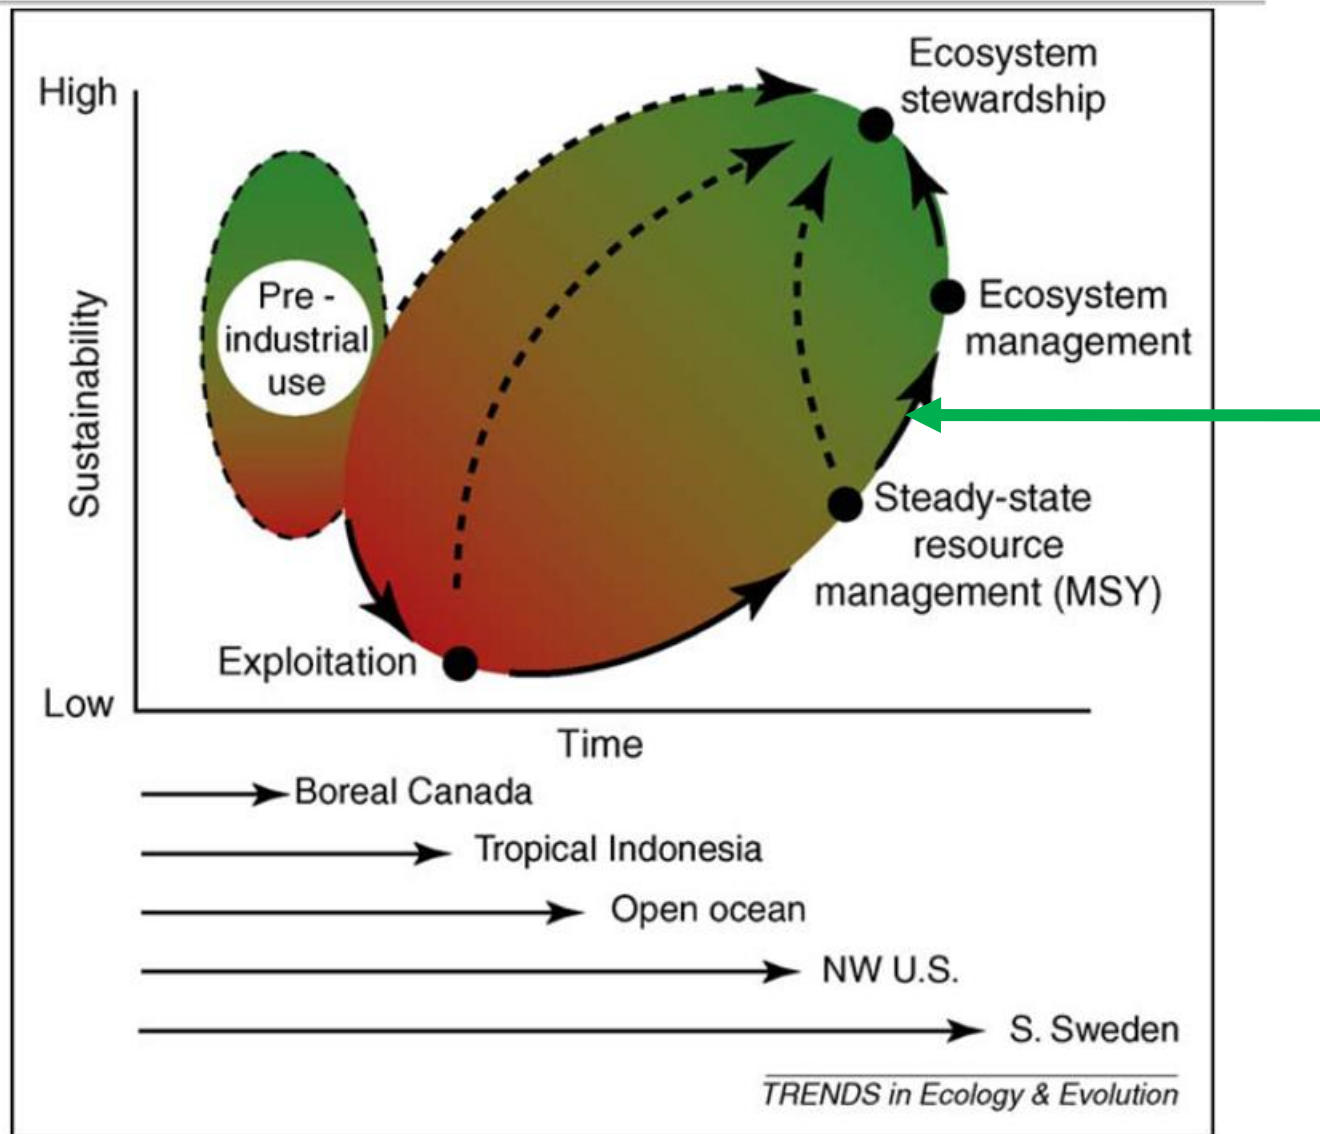 High
Ecosystem
stewardship
Pre -
industrial
use
Sustainability
Ecosystem
management
Steady-state
resource
management (MSY)
Exploitation
Low
Time
Boreal Canada
Tropical Indonesia
Open ocean
NW U.S.
S. Sweden
TRENDS in Ecology & Evolution